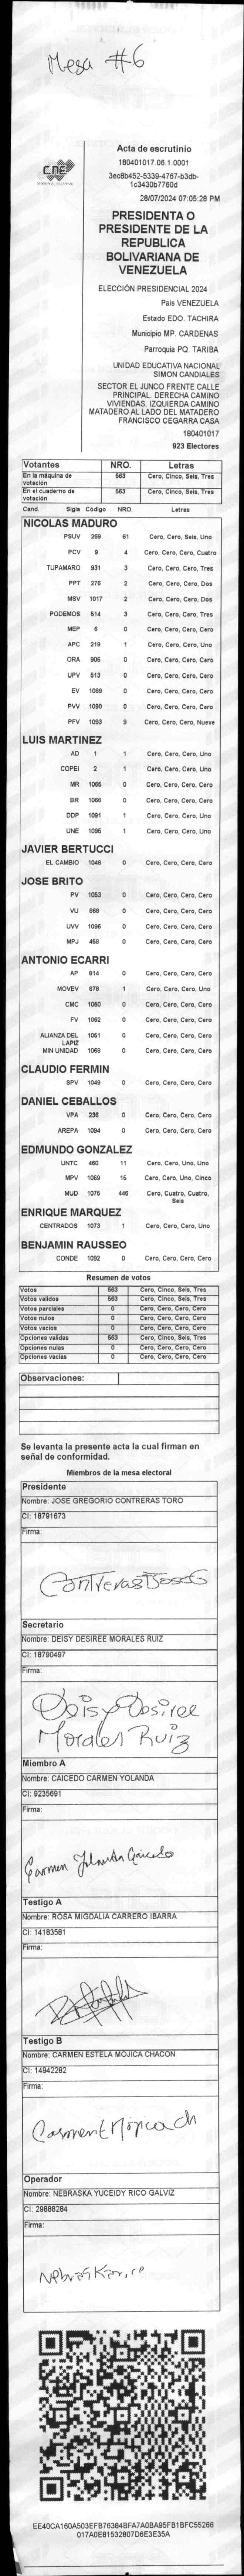 Mesa #6
CNE
Acta de escrutinio
180401017.06.1.0001
3ec8b452-5339-4767-b3db-
1c3430b7760d
28/07/2024 07:05:28 PM
PRESIDENTA O
PRESIDENTE DE LA
REPUBLICA
BOLIVARIANA DE
VENEZUELA
ELECCIÓN PRESIDENCIAL 2024
Pais VENEZUELA
Estado EDO. TACHIRA
Municipio MP. CARDENAS
Parroquia PQ. TARIBA
UNIDAD EDUCATIVA NACIONAL
SIMON CANDIALES
SECTOR EL JUNCO FRENTE CALLE
PRINCIPAL. DERECHA CAMINO
VIVIENDAS. IZQUIERDA CAMINO
MATADERO AL LADO DEL MATADERO
FRANCISCO CEGARRA CASA
180401017
923 Electores
Votantes NRO. Letras
En la máquina de votación 563 Cero, Cinco, Seis, Tres
En el cuaderno de votación 563 Cero, Cinco, Seis, Tres
Cand. Sigla Código NRO. Letras
NICOLAS MADURO
PSUV 269 61 Cero, Cero, Seis, Uno
PCV 9 4 Cero, Cero, Cero, Cuatro
TUPAMARO 931 3 Cero, Cero, Cero, Tres
PPT 276 2 Cero, Cero, Cero, Dos
MSV 1017 2 Cero, Cero, Cero, Dos
PODEMOS 514 3 Cero, Cero, Cero, Tres
MEP 6 0 Cero, Cero, Cero, Cero
APC 219 1 Cero, Cero, Cero, Uno
ORA 906 0 Cero, Cero, Cero, Cero
UPV 513 0 Cero, Cero, Cero, Cero
EV 1089 0 Cero, Cero, Cero, Cero
PVV 1090 0 Cero, Cero, Cero, Cero
PFV 1093 9 Cero, Cero, Cero, Nueve
LUIS MARTINEZ
AD 1 1 Cero, Cero, Cero, Uno
COPEI 2 1 Cero, Cero, Cero, Uno
MR 1065 0 Cero, Cero, Cero, Cero
BR 1066 0 Cero, Cero, Cero, Cero
DDP 1091 1 Cero, Cero, Cero, Uno
UNE 1095 1 Cero, Cero, Cero, Uno
JAVIER BERTUCCI
EL CAMBIO 1048 0 Cero, Cero, Cero, Cero
JOSE BRITO
PV 1053 0 Cero, Cero, Cero, Cero
VU 868 0 Cero, Cero, Cero, Cero
UVV 1096 0 Cero, Cero, Cero, Cero
MPJ 458 0 Cero, Cero, Cero, Cero
ANTONIO ECARRI
AP 914 0 Cero, Cero, Cero, Cero
MOVEV 878 1 Cero, Cero, Cero, Uno
CMC 1050 0 Cero, Cero, Cero, Cero
FV 1062 0 Cero, Cero, Cero, Cero
ALIANZA DEL LAPIZ 1051 0 Cero, Cero, Cero, Cero
MIN UNIDAD 1068 0 Cero, Cero, Cero, Cero
CLAUDIO FERMIN
SPV 1049 0 Cero, Cero, Cero, Cero
DANIEL CEBALLOS
VPA 236 0 Cero, Cero, Cero, Cero
AREPA 1094 0 Cero, Cero, Cero, Cero
EDMUNDO GONZALEZ
UNTC 460 11 Cero, Cero, Uno, Uno
MPV 1069 15 Cero, Cero, Uno, Cinco
MUD 1075 446 Cero, Cuatro, Cuatro, Seis
ENRIQUE MARQUEZ
CENTRADOS 1073 1 Cero, Cero, Cero, Uno
BENJAMIN RAUSSEO
CONDE 1092 0 Cero, Cero, Cero, Cero
Resumen de votos
Votos 563 Cero, Cinco, Seis, Tres
Votos validos 563 Cero, Cinco, Seis, Tres
Votos parciales 0 Cero, Cero, Cero, Cero
Votos nulos 0 Cero, Cero, Cero, Cero
Votos vacios 0 Cero, Cero, Cero, Cero
Opciones validas 563 Cero, Cinco, Seis, Tres
Opciones nulas 0 Cero, Cero, Cero, Cero
Opciones vacias 0 Cero, Cero, Cero, Cero
Observaciones:
Se levanta la presente acta la cual firman en
señal de conformidad.
Miembros de la mesa electoral
Presidente
Nombre: JOSE GREGORIO CONTRERAS TORO
CI: 18791673
Firma:
Contreras José G
Secretario
Nombre: DEISY DESIREE MORALES RUIZ
CI: 18790497
Firma:
Deisy Desiree
Morales Ruiz
Miembro A
Nombre: CAICEDO CARMEN YOLANDA
CI: 9235691
Firma:
Carmen Yolanda Caicedo
Testigo A
Nombre: ROSA MIGDALIA CARRERO IBARRA
CI: 14183581
Firma:
Testigo B
Nombre: CARMEN ESTELA MOJICA CHACON
CI: 14942282
Firma:
Carmen E Mojica ch
Operador
Nombre: NEBRASKA YUCEIDY RICO GALVIZ
CI: 29888284
Firma:
Nebraska rico
EE40CA160A503EFB76384BFA7A0BA95FB1BFC55266
017A0E81532807D6E3E35A